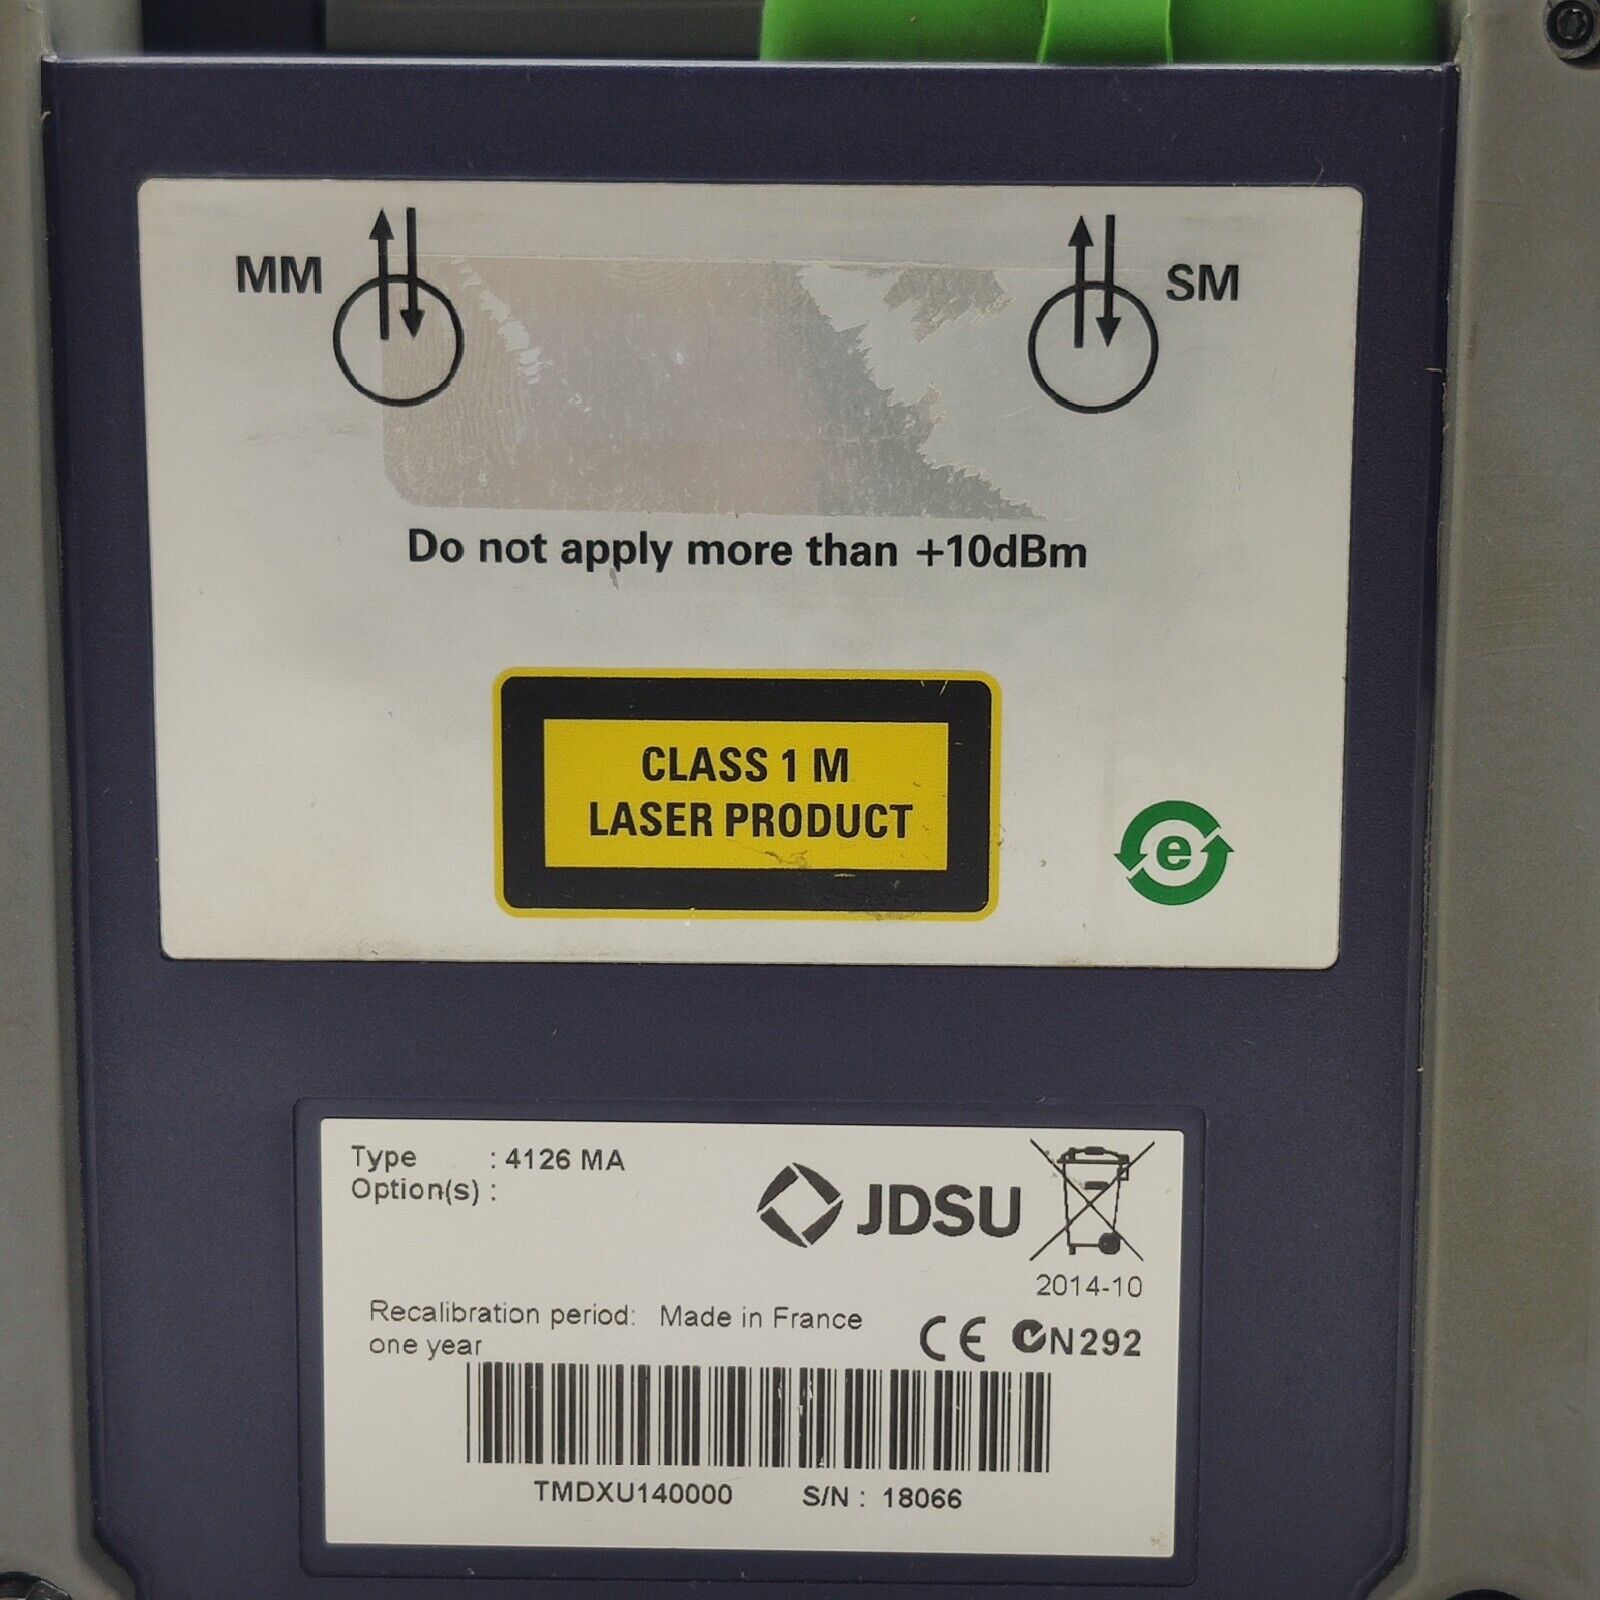 MM
SM
Do not apply more than +10dBm
CLASS 1 M
LASER PRODUCT
e
Type : 4126 MA
Option(s) :
JDSU
2014-10
Recalibration period: Made in France
one year
CE N292
TMDXU140000 S/N : 18066